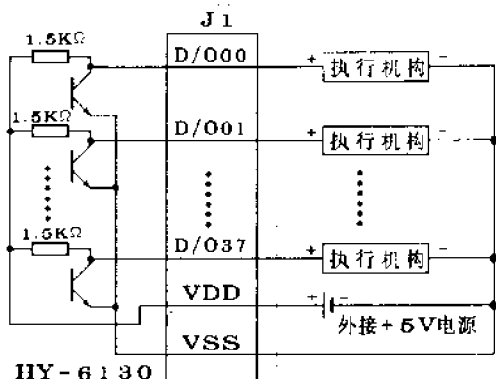 J1
1.5KΩ
D/O00
+ 执行机构 -
1.5KΩ
D/O01
+ 执行机构 -
1.5KΩ
D/O37
+ 执行机构 -
VDD
+ -
外接+5V电源
VSS
HY-6130